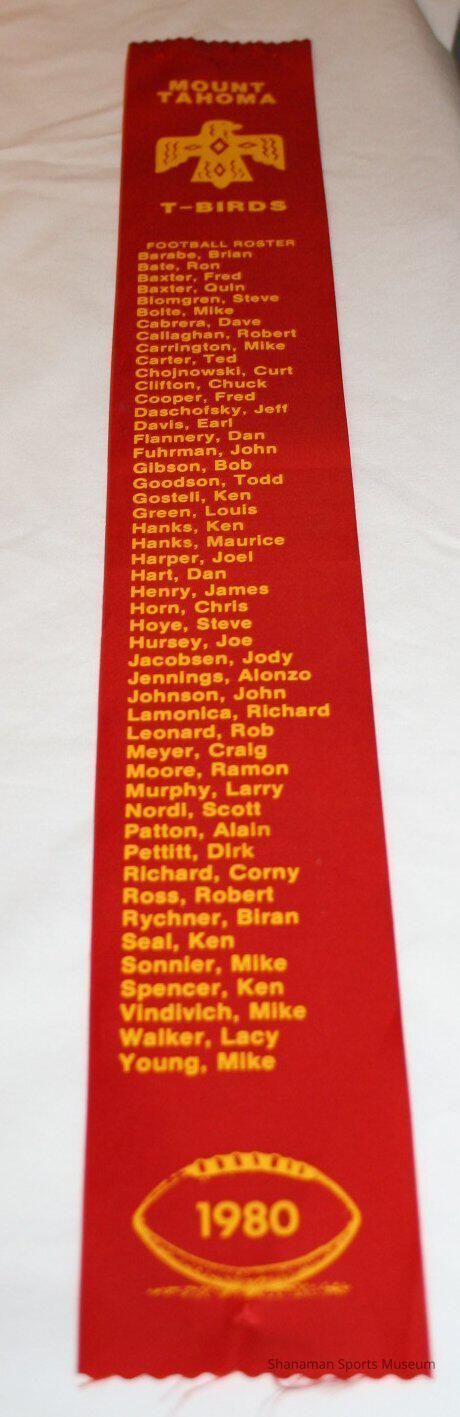 MOUNT
TAHOMA
T-BIRDS
FOOTBALL ROSTER
Barabe, Brian
Bate, Ron
Baxter, Fred
Baxter, Quin
Blomgren, Steve
Bolte, Mike
Cabrera, Dave
Callaghan, Robert
Carrington, Mike
Carter, Ted
Chojnowski, Curt
Clifton, Chuck
Cooper, Fred
Daschofsky, Jeff
Davis, Earl
Flannery, Dan
Fuhrman, John
Gibson, Bob
Goodson, Todd
Gosteli, Ken
Green, Louis
Hanks, Ken
Hanks, Maurice
Harper, Joel
Hart, Dan
Henry, James
Horn, Chris
Hoye, Steve
Hursey, Joe
Jacobsen, Jody
Jennings, Alonzo
Johnson, John
Lamonica, Richard
Leonard, Rob
Meyer, Craig
Moore, Ramon
Murphy, Larry
Nordi, Scott
Patton, Alain
Pettitt, Dirk
Richard, Corny
Ross, Robert
Rychner, Biran
Seal, Ken
Sonnier, Mike
Spencer, Ken
Vindivich, Mike
Walker, Lacy
Young, Mike
1980
Shanaman Sports Museum